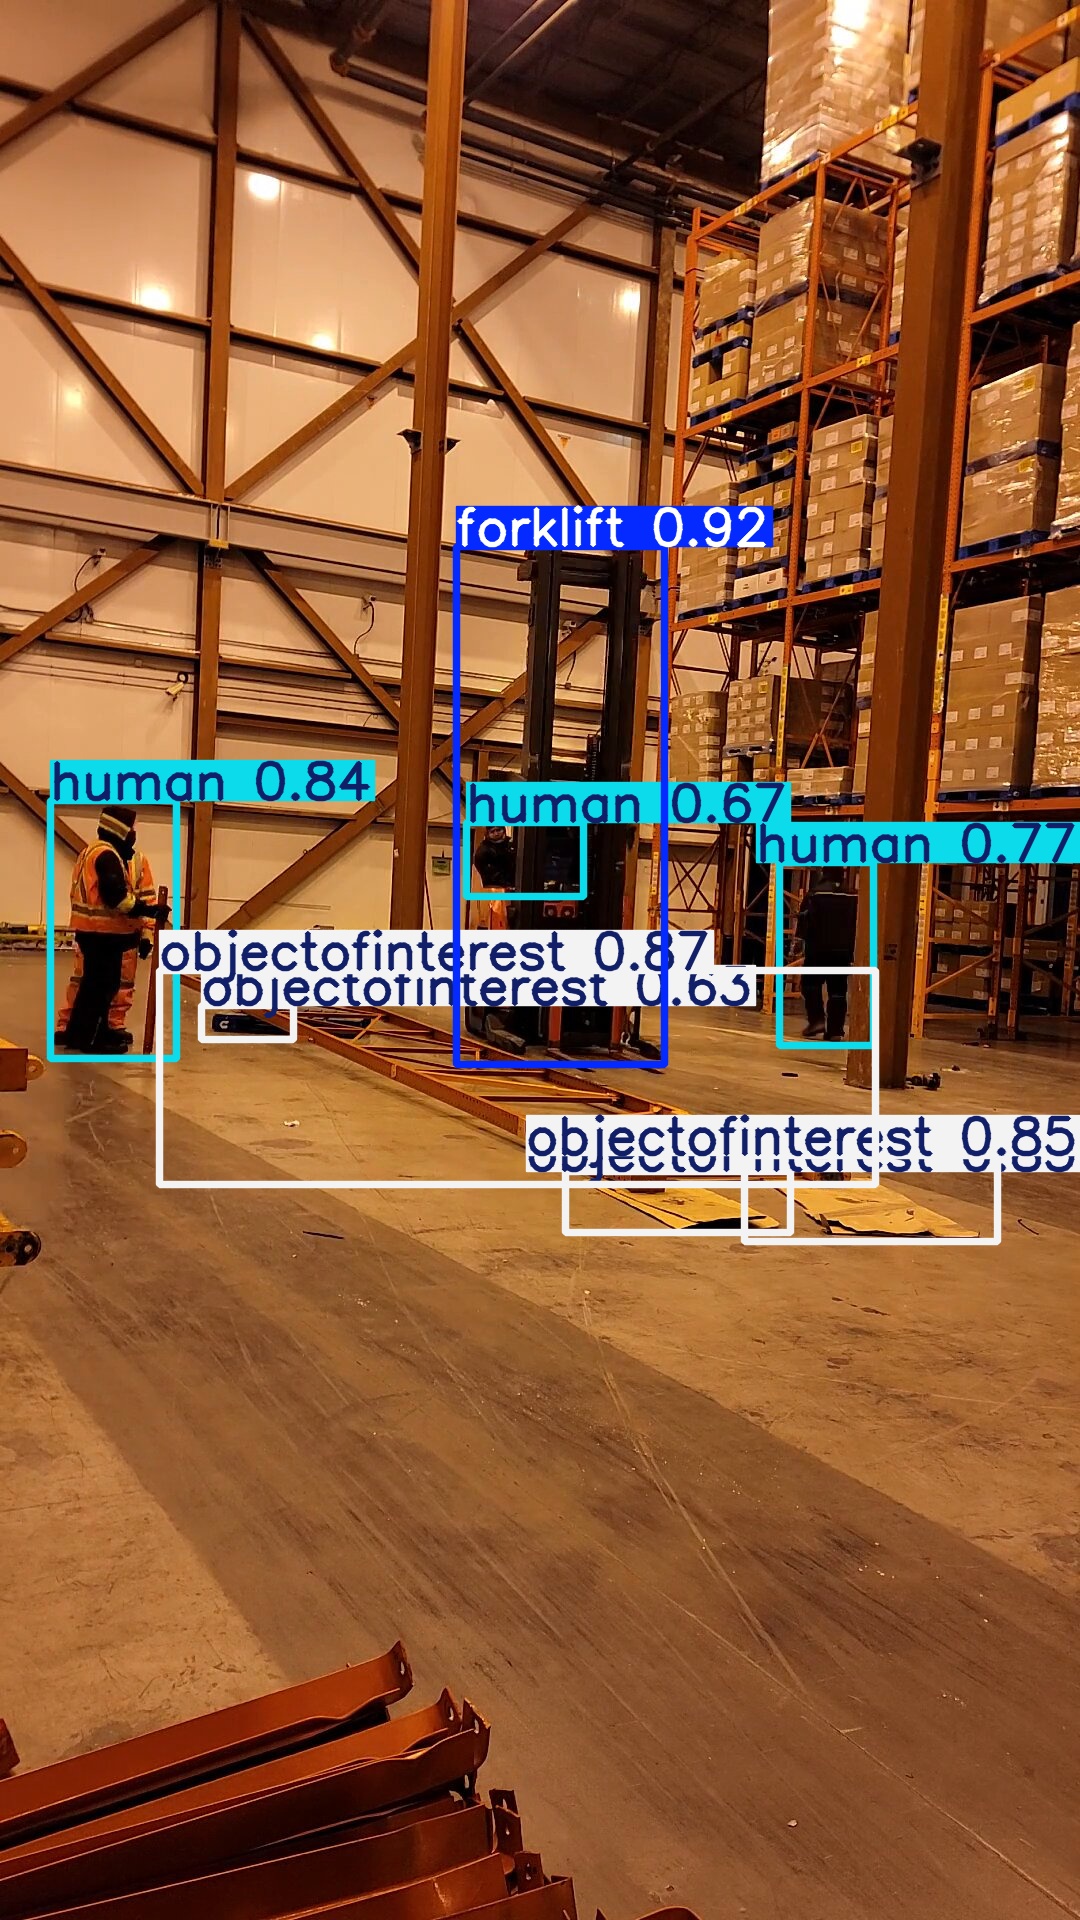 forklift 0.92
human 0.84
human 0.67
human 0.77
objectofinterest 0.87
objectofinterest 0.63
objectofinterest 0.85